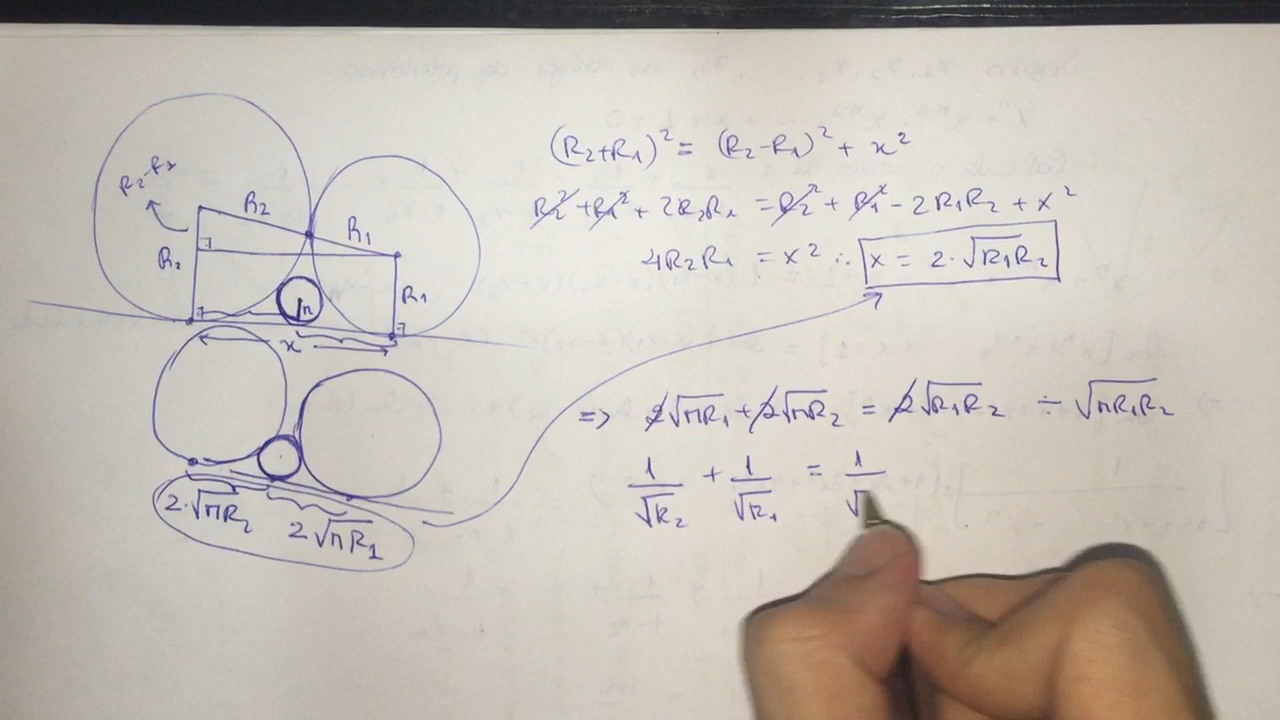 (R₂+R₁)² = (R₂-R₁)² + x²
R₂² + R₁² + 2R₂R₁ = R₂² + R₁² - 2R₁R₂ + x²
4R₂R₁ = x² ∴ x = 2·√R₁R₂
R₂
R₁
R₂
R₁
r
x
=> 2√rR₁ + 2√rR₂ = 2√R₁R₂ ÷ √rR₁R₂
1/√R₂ + 1/√R₁ = 1/√
2·√rR₂
2√rR₁